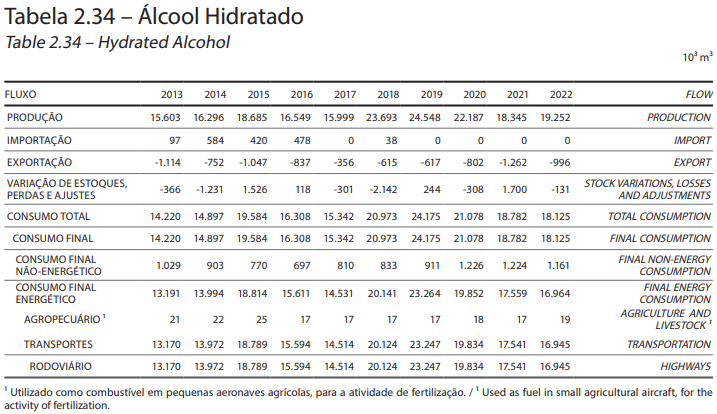 Tabela 2.34 – Álcool Hidratado
Table 2.34 – Hydrated Alcohol
10³ m³
FLUXO 2013 2014 2015 2016 2017 2018 2019 2020 2021 2022 FLOW
PRODUÇÃO 15.603 16.296 18.685 16.549 15.999 23.693 24.548 22.187 18.345 19.252 PRODUCTION
IMPORTAÇÃO 97 584 420 478 0 38 0 0 0 0 IMPORT
EXPORTAÇÃO -1.114 -752 -1.047 -837 -356 -615 -617 -802 -1.262 -996 EXPORT
VARIAÇÃO DE ESTOQUES, PERDAS E AJUSTES -366 -1.231 1.526 118 -301 -2.142 244 -308 1.700 -131 STOCK VARIATIONS, LOSSES AND ADJUSTMENTS
CONSUMO TOTAL 14.220 14.897 19.584 16.308 15.342 20.973 24.175 21.078 18.782 18.125 TOTAL CONSUMPTION
CONSUMO FINAL 14.220 14.897 19.584 16.308 15.342 20.973 24.175 21.078 18.782 18.125 FINAL CONSUMPTION
CONSUMO FINAL NÃO-ENERGÉTICO 1.029 903 770 697 810 833 911 1.226 1.224 1.161 FINAL NON-ENERGY CONSUMPTION
CONSUMO FINAL ENERGÉTICO 13.191 13.994 18.814 15.611 14.531 20.141 23.264 19.852 17.559 16.964 FINAL ENERGY CONSUMPTION
AGROPECUÁRIO ¹ 21 22 25 17 17 17 17 18 17 19 AGRICULTURE AND LIVESTOCK ¹
TRANSPORTES 13.170 13.972 18.789 15.594 14.514 20.124 23.247 19.834 17.541 16.945 TRANSPORTATION
RODOVIÁRIO 13.170 13.972 18.789 15.594 14.514 20.124 23.247 19.834 17.541 16.945 HIGHWAYS
¹ Utilizado como combustível em pequenas aeronaves agrícolas, para a atividade de fertilização. / ¹ Used as fuel in small agricultural aircraft, for the
activity of fertilization.